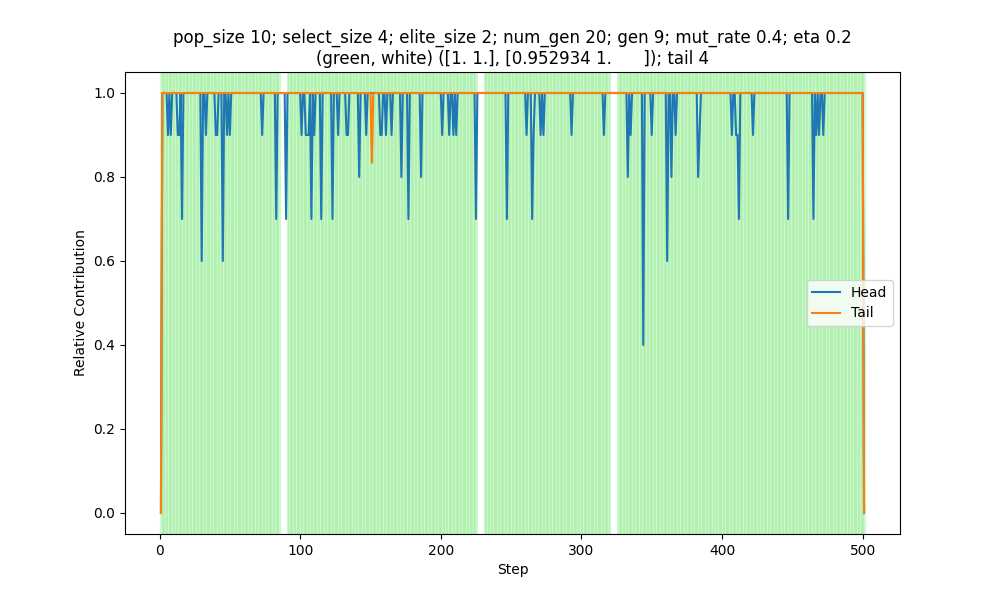 pop_size 10; select_size 4; elite_size 2; num_gen 20; gen 9; mut_rate 0.4; eta 0.2
(green, white) ([1. 1.], [0.952934 1.       ]); tail 4
1.0
0.8
0.6
0.4
0.2
0.0
Relative Contribution
Head
Tail
0
100
200
300
400
500
Step